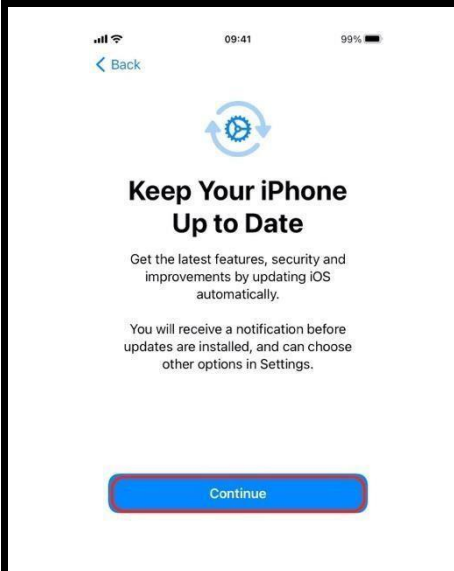 09:41 99%
Back
Keep Your iPhone
Up to Date
Get the latest features, security and
improvements by updating iOS
automatically.
You will receive a notification before
updates are installed, and can choose
other options in Settings.
Continue